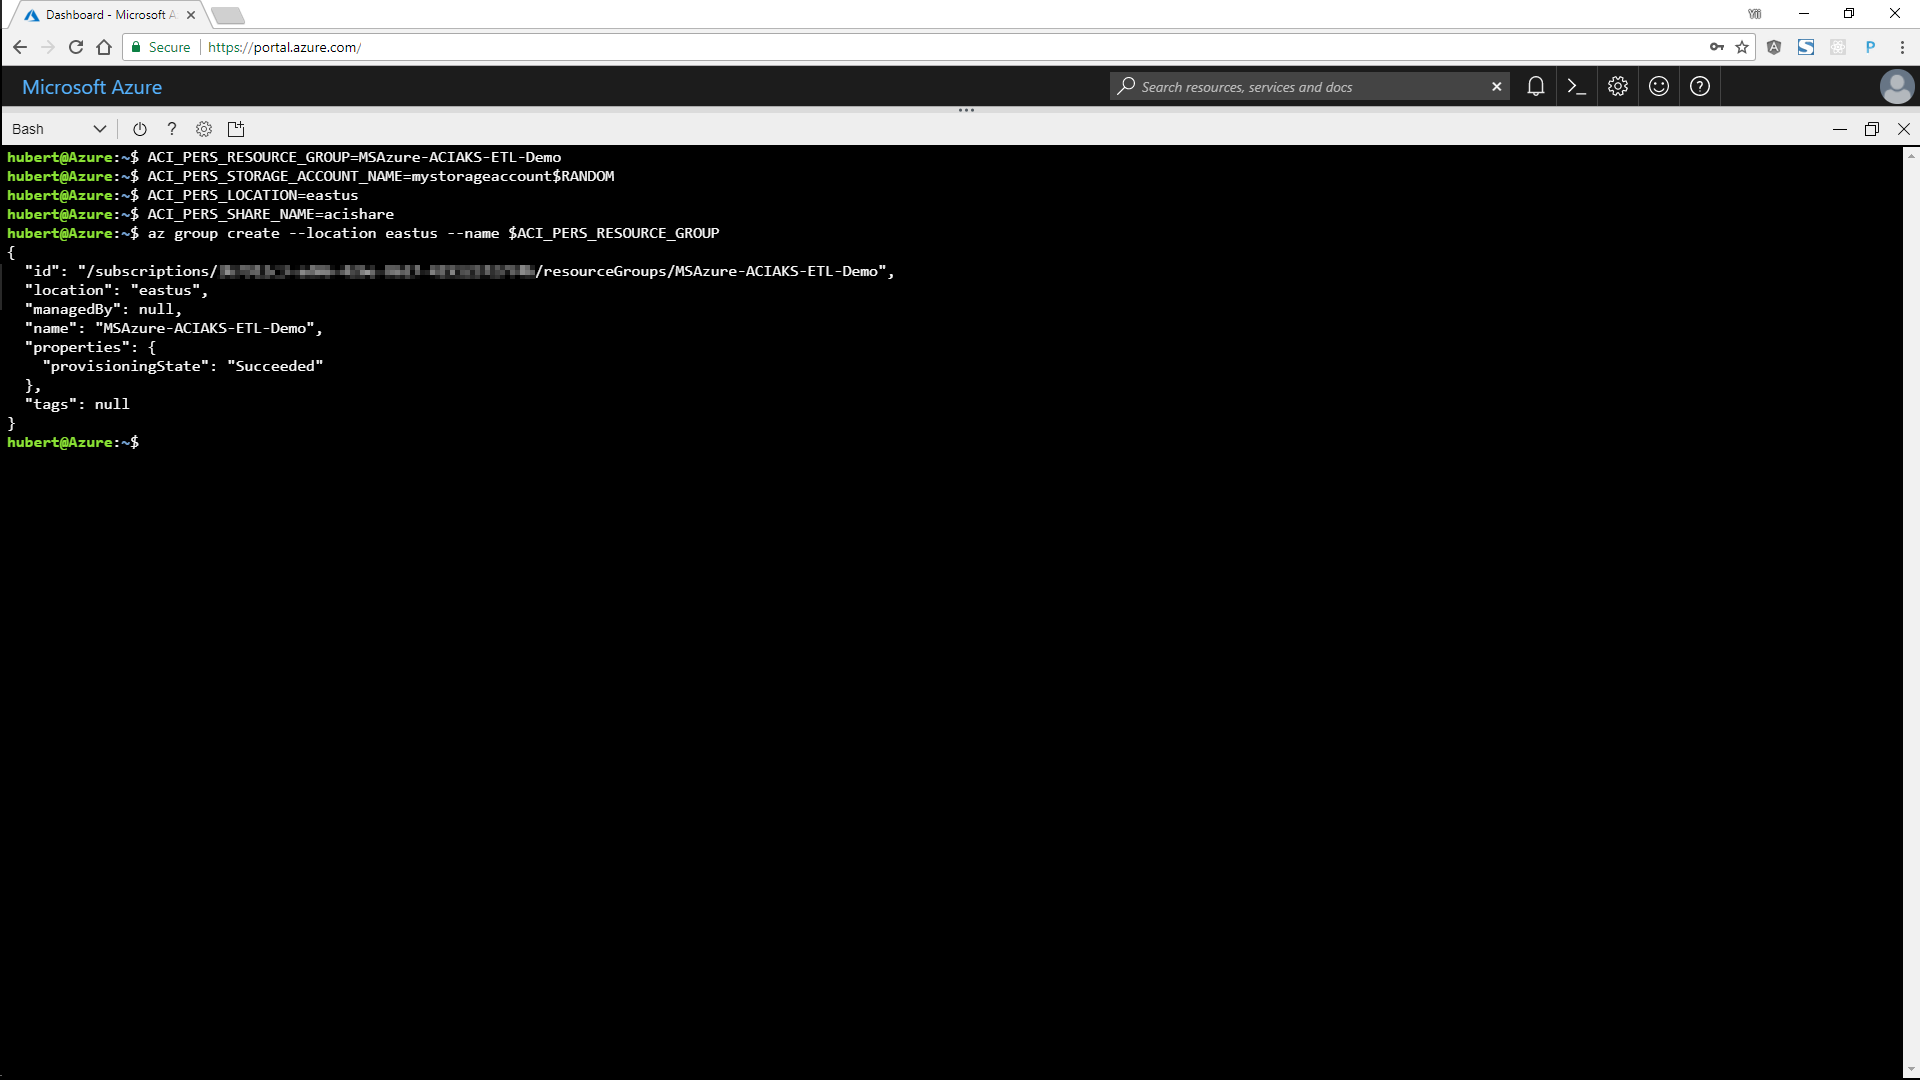 Dashboard - Microsoft A
Yii
Secure
https://portal.azure.com/
P
Microsoft Azure
Search resources, services and docs
Bash
hubert@Azure:~$ ACI_PERS_RESOURCE_GROUP=MSAzure-ACIAKS-ETL-Demo
hubert@Azure:~$ ACI_PERS_STORAGE_ACCOUNT_NAME=mystorageaccount$RANDOM
hubert@Azure:~$ ACI_PERS_LOCATION=eastus
hubert@Azure:~$ ACI_PERS_SHARE_NAME=acishare
hubert@Azure:~$ az group create --location eastus --name $ACI_PERS_RESOURCE_GROUP
{
  "id": "/subscriptions/ /resourceGroups/MSAzure-ACIAKS-ETL-Demo",
  "location": "eastus",
  "managedBy": null,
  "name": "MSAzure-ACIAKS-ETL-Demo",
  "properties": {
    "provisioningState": "Succeeded"
  },
  "tags": null
}
hubert@Azure:~$